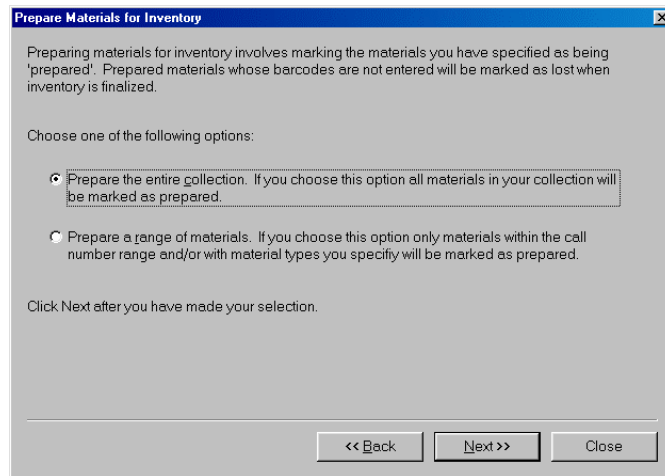 Prepare Materials for Inventory
Preparing materials for inventory involves marking the materials you have specified as being
'prepared'. Prepared materials whose barcodes are not entered will be marked as lost when
inventory is finalized.
Choose one of the following options:
Prepare the entire collection. If you choose this option all materials in your collection will
be marked as prepared.
Prepare a range of materials. If you choose this option only materials within the call
number range and/or with material types you specifiy will be marked as prepared.
Click Next after you have made your selection.
<< Back
Next >>
Close